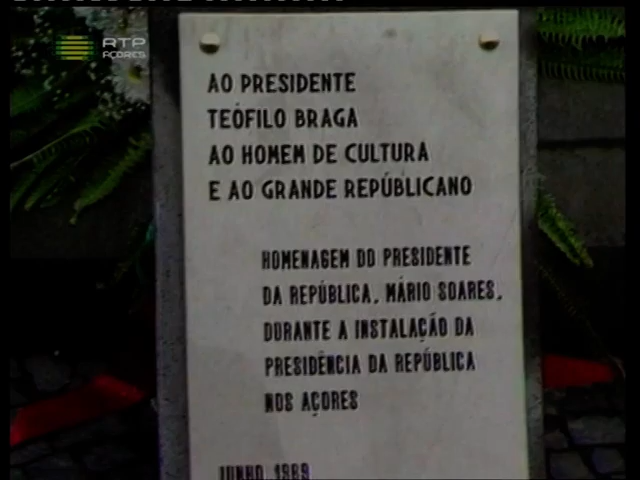 RTP
AÇORES
AO PRESIDENTE
TEÓFILO BRAGA
AO HOMEM DE CULTURA
E AO GRANDE REPÚBLICANO
HOMENAGEM DO PRESIDENTE
DA REPÚBLICA, MÁRIO SOARES,
DURANTE A INSTALAÇÃO DA
PRESIDÊNCIA DA REPÚBLICA
NOS AÇORES
JUNHO 1989